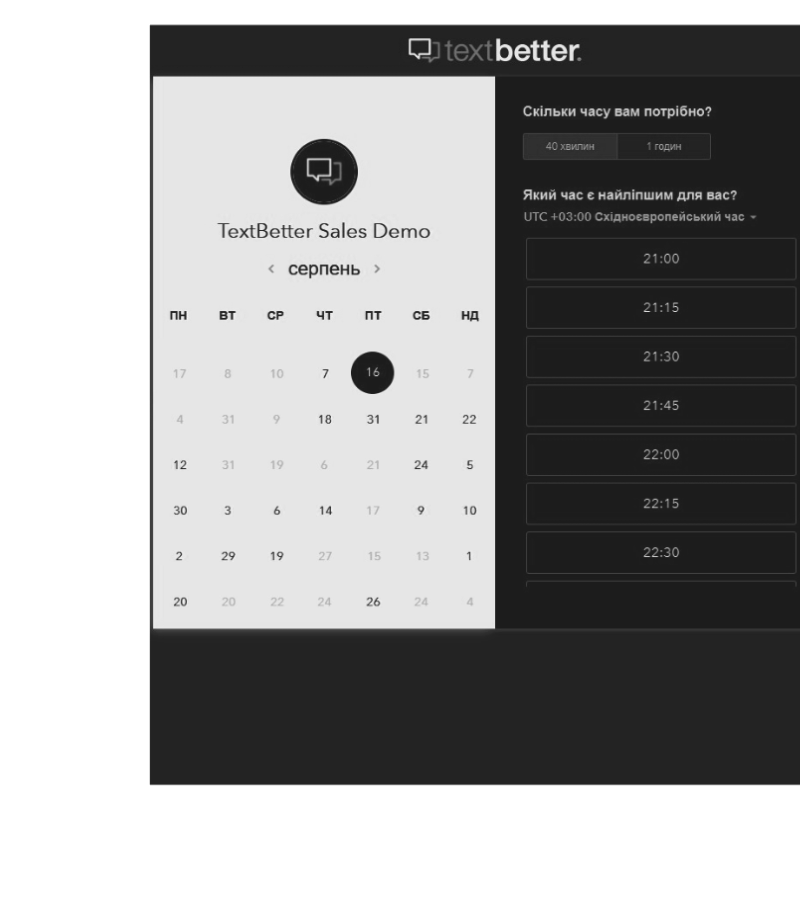 textbetter.
TextBetter Sales Demo
серпень
ПН ВТ СР ЧТ ПТ СБ НД
17 8 10 7 16 15 7
4 31 9 18 31 21 22
12 31 19 6 21 24 5
30 3 6 14 17 9 10
2 29 19 27 15 13 1
20 20 22 24 26 24 4
Скільки часу вам потрібно?
40 хвилин 1 годин
Який час є найліпшим для вас?
UTC +03:00 Східноєвропейський час
21:00
21:15
21:30
21:45
22:00
22:15
22:30